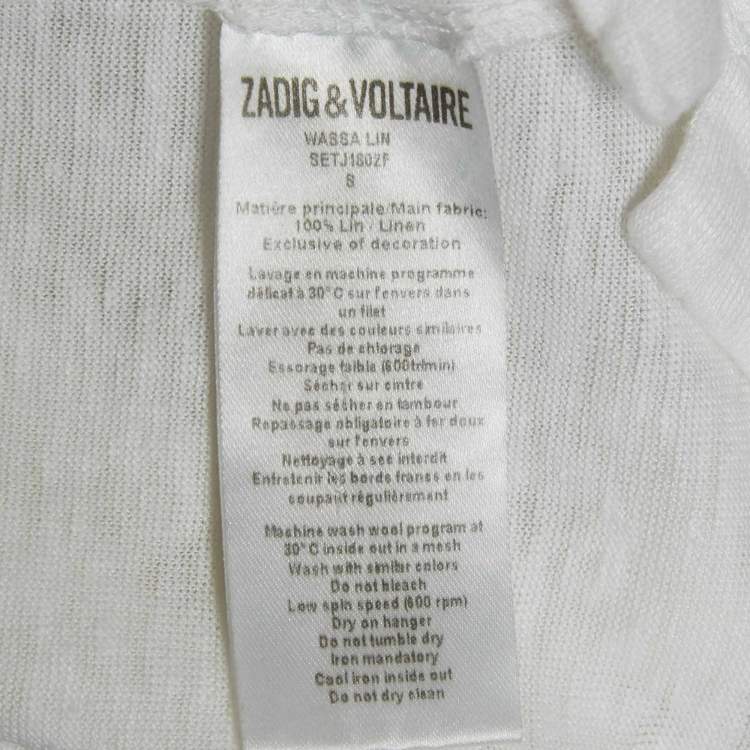 ZADIG & VOLTAIRE
WASSA LIN
SETJ1802F
S
Matière principale/Main fabric:
100% Lin / Linen
Exclusive of decoration
Lavage en machine programme
délicat à 30°C sur l'envers dans
un filet
Laver avec des couleurs similaires
Pas de chlorage
Essorage faible (600tr/min)
Sécher sur cintre
Ne pas sécher en tambour
Repassage obligatoire à fer doux
sur l'envers
Nettoyage à sec interdit
Entretenir les bords francs en les
coupant régulièrement
Machine wash wool program at
30°C inside out in a mesh
Wash with similar colors
Do not bleach
Low spin speed (600 rpm)
Dry on hanger
Do not tumble dry
Iron mandatory
Cool iron inside out
Do not dry clean